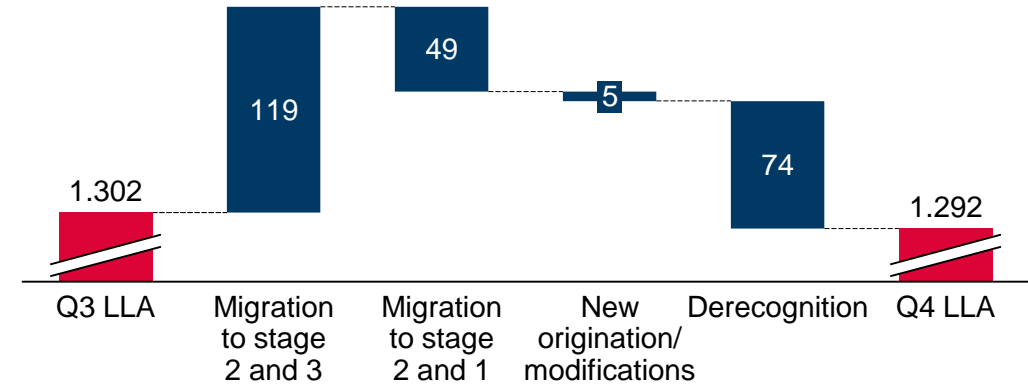 49
119
5
74
1.302
1.292
Q3 LLA
Migration
to stage
2 and 3
Migration
to stage
2 and 1
New
origination/
modifications
Derecognition
Q4 LLA